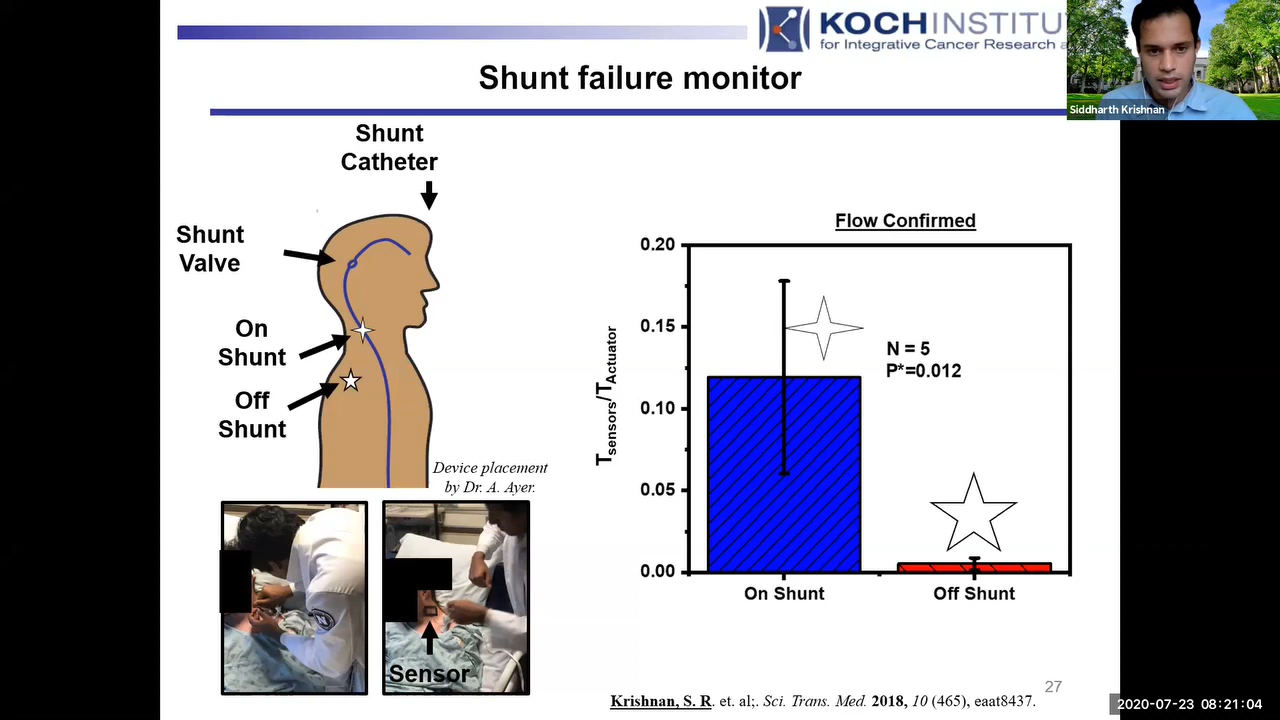 KOCH INSTITU
for Integrative Cancer Research a
Siddharth Krishnan
Shunt failure monitor
Shunt
Catheter
Shunt
Valve
On
Shunt
Off
Shunt
Device placement
by Dr. A. Ayer.
Sensor
Flow Confirmed
0.20
0.15
0.10
0.05
0.00
Tsensors/TActuator
N = 5
P*=0.012
On Shunt
Off Shunt
27
Krishnan, S. R. et. al;. Sci. Trans. Med. 2018, 10 (465), eaat8437.
2020-07-23 08:21:04